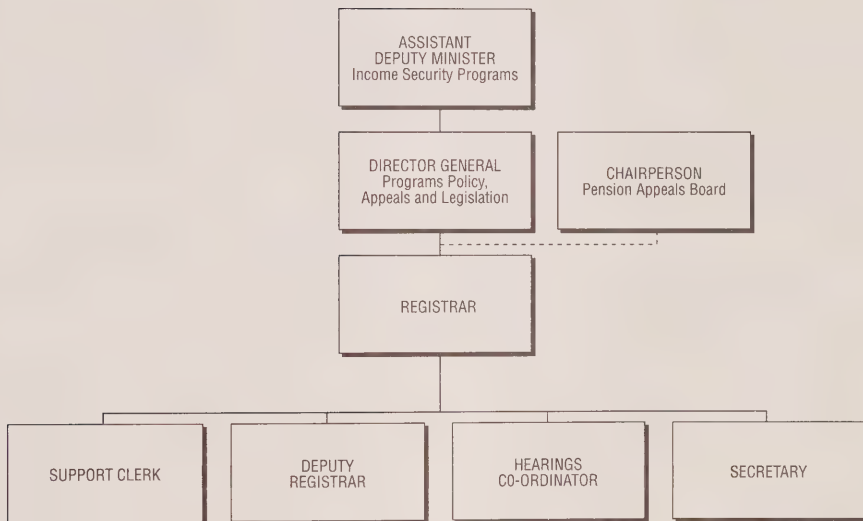 ASSISTANT
DEPUTY MINISTER
Income Security Programs
DIRECTOR GENERAL
Programs Policy,
Appeals and Legislation
CHAIRPERSON
Pension Appeals Board
REGISTRAR
SUPPORT CLERK
DEPUTY
REGISTRAR
HEARINGS
CO-ORDINATOR
SECRETARY